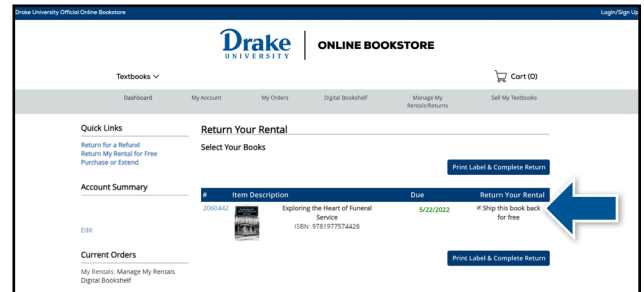 Drake University Official Online Bookstore
Login/Sign Up
Drake
UNIVERSITY
ONLINE BOOKSTORE
Textbooks
Cart (0)
Dashboard
My Account
My Orders
Digital Bookshelf
Manage My
Rentals/Returns
Sell My Textbooks
Quick Links
Return for a Refund
Return My Rental for Free
Purchase or Extend
Account Summary
Edit
Current Orders
My Rentals: Manage My Rentals
Digital Bookshelf
Return Your Rental
Select Your Books
Print Label & Complete Return
# Item Description Due Return Your Rental
2060442
Exploring the Heart of Funeral
Service
ISBN: 9781977574428
5/22/2022
Ship this book back
for free
Print Label & Complete Return